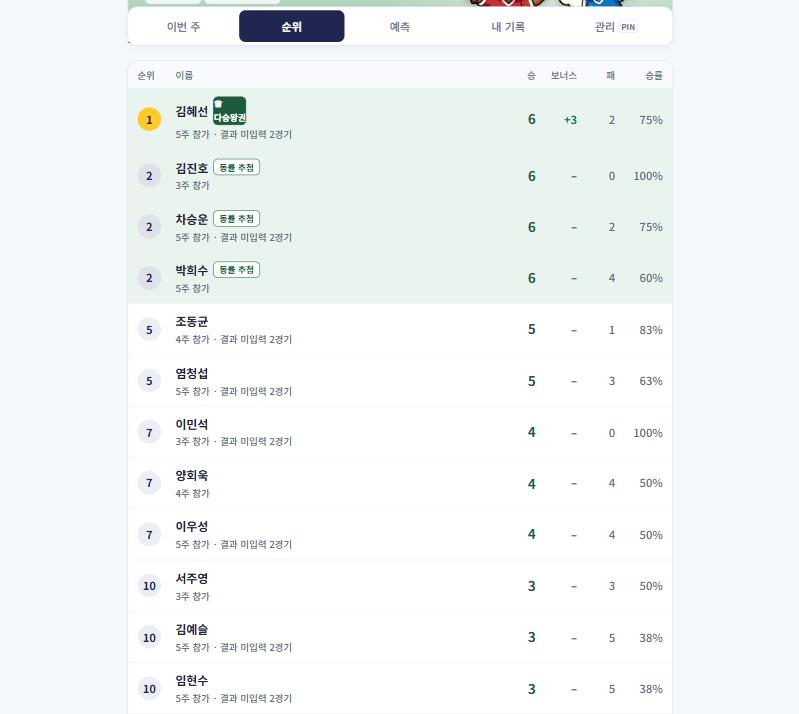 이번 주 순위 예측 내 기록 관리 PIN
순위 이름 승 보너스 패 승률
1 김혜선 다승왕권 6 +3 2 75%
5주 참가 · 결과 미입력 2경기
2 김진호 동률 추첨 6 – 0 100%
3주 참가
2 차승운 동률 추첨 6 – 2 75%
5주 참가 · 결과 미입력 2경기
2 박희수 동률 추첨 6 – 4 60%
5주 참가
5 조동균 5 – 1 83%
4주 참가 · 결과 미입력 2경기
5 염청섭 5 – 3 63%
5주 참가 · 결과 미입력 2경기
7 이민석 4 – 0 100%
3주 참가 · 결과 미입력 2경기
7 양회욱 4 – 4 50%
4주 참가
7 이우성 4 – 4 50%
5주 참가 · 결과 미입력 2경기
10 서주영 3 – 3 50%
3주 참가
10 김예슬 3 – 5 38%
5주 참가 · 결과 미입력 2경기
10 임현수 3 – 5 38%
5주 참가 · 결과 미입력 2경기